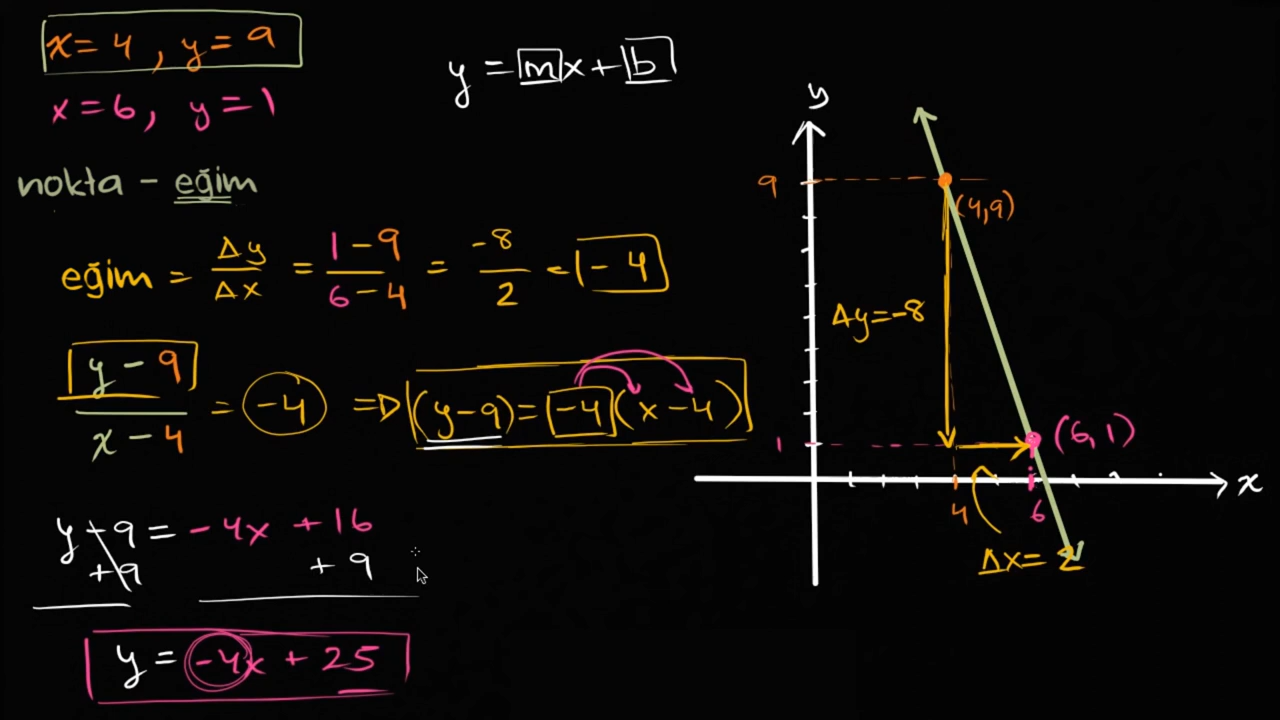 x = 4 , y = 9
x = 6, y = 1
y = mx + b
nokta - eğim
eğim = Δy/Δx = (1 - 9)/(6 - 4) = -8/2 = -4
(y - 9)/(x - 4) = -4 ⇒ (y - 9) = -4(x - 4)
y - 9 = -4x + 16
+9 + 9
y = -4x + 25
y
9
(4,9)
Δy = -8
1
(6, 1)
x
4
6
Δx = 2